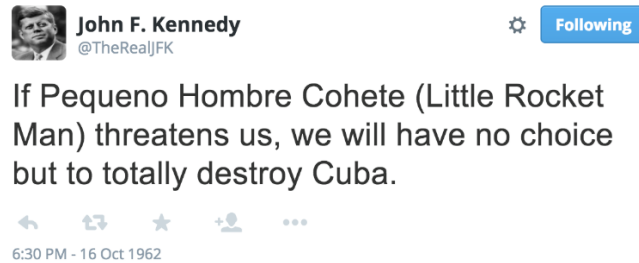 John F. Kennedy
@TheRealJFK
Following
If Pequeno Hombre Cohete (Little Rocket
Man) threatens us, we will have no choice
but to totally destroy Cuba.
6:30 PM - 16 Oct 1962